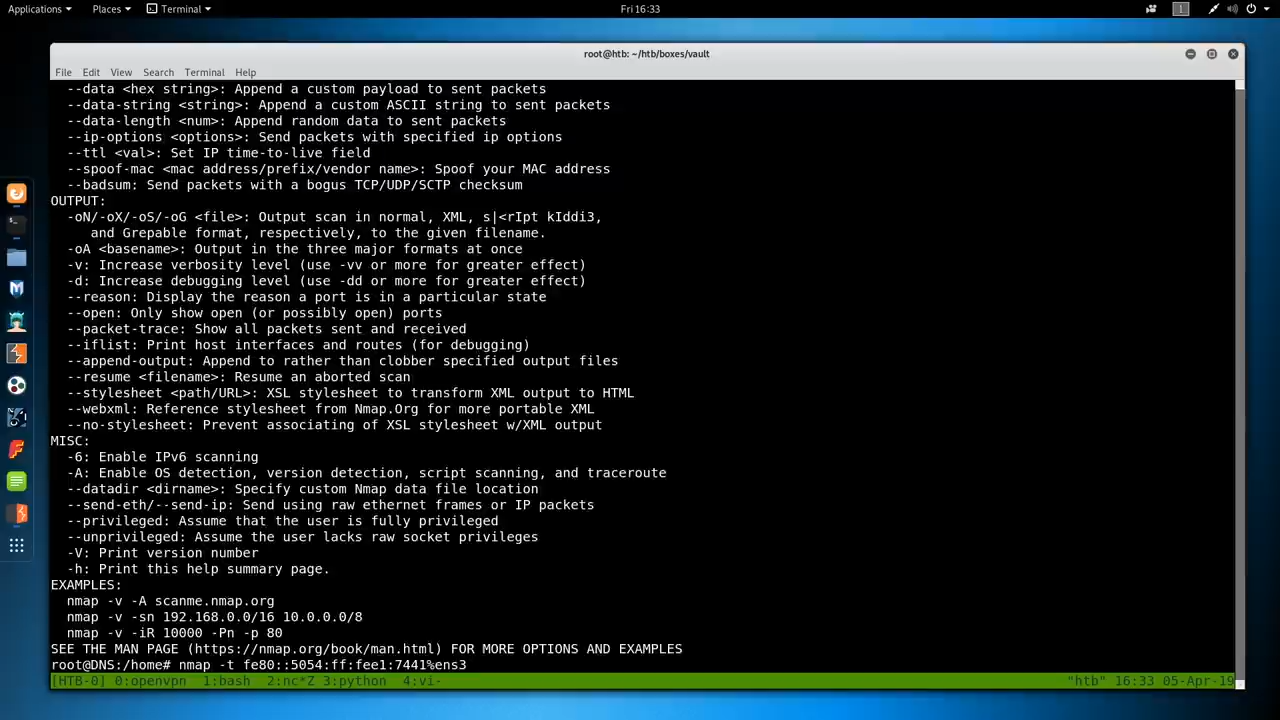 Applications Places Terminal Fri 16:33 1
root@htb: ~/htb/boxes/vault
File Edit View Search Terminal Help
--data <hex string>: Append a custom payload to sent packets
--data-string <string>: Append a custom ASCII string to sent packets
--data-length <num>: Append random data to sent packets
--ip-options <options>: Send packets with specified ip options
--ttl <val>: Set IP time-to-live field
--spoof-mac <mac address/prefix/vendor name>: Spoof your MAC address
--badsum: Send packets with a bogus TCP/UDP/SCTP checksum
OUTPUT:
-oN/-oX/-oS/-oG <file>: Output scan in normal, XML, s|<rIpt kIddi3,
and Grepable format, respectively, to the given filename.
-oA <basename>: Output in the three major formats at once
-v: Increase verbosity level (use -vv or more for greater effect)
-d: Increase debugging level (use -dd or more for greater effect)
--reason: Display the reason a port is in a particular state
--open: Only show open (or possibly open) ports
--packet-trace: Show all packets sent and received
--iflist: Print host interfaces and routes (for debugging)
--append-output: Append to rather than clobber specified output files
--resume <filename>: Resume an aborted scan
--stylesheet <path/URL>: XSL stylesheet to transform XML output to HTML
--webxml: Reference stylesheet from Nmap.Org for more portable XML
--no-stylesheet: Prevent associating of XSL stylesheet w/XML output
MISC:
-6: Enable IPv6 scanning
-A: Enable OS detection, version detection, script scanning, and traceroute
--datadir <dirname>: Specify custom Nmap data file location
--send-eth/--send-ip: Send using raw ethernet frames or IP packets
--privileged: Assume that the user is fully privileged
--unprivileged: Assume the user lacks raw socket privileges
-V: Print version number
-h: Print this help summary page.
EXAMPLES:
nmap -v -A scanme.nmap.org
nmap -v -sn 192.168.0.0/16 10.0.0.0/8
nmap -v -iR 10000 -Pn -p 80
SEE THE MAN PAGE (https://nmap.org/book/man.html) FOR MORE OPTIONS AND EXAMPLES
root@DNS:/home# nmap -t fe80::5054:ff:fee1:7441%ens3
[HTB-0] 0:openvpn 1:bash 2:nc*Z 3:python 4:vi- "htb" 16:33 05-Apr-19